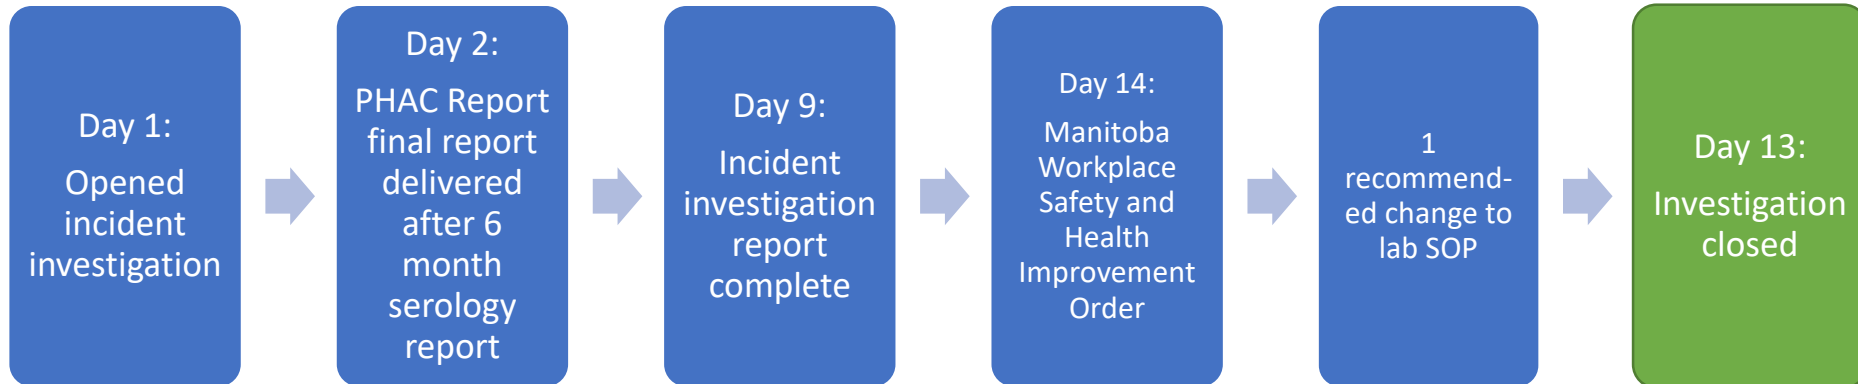 Day 1:
Opened
incident
investigation
Day 2:
PHAC Report
final report
delivered
after 6
month
serology
report
Day 9:
Incident
investigation
report
complete
Day 14:
Manitoba
Workplace
Safety and
Health
Improvement
Order
1
recommend-
ed change to
lab SOP
Day 13:
Investigation
closed